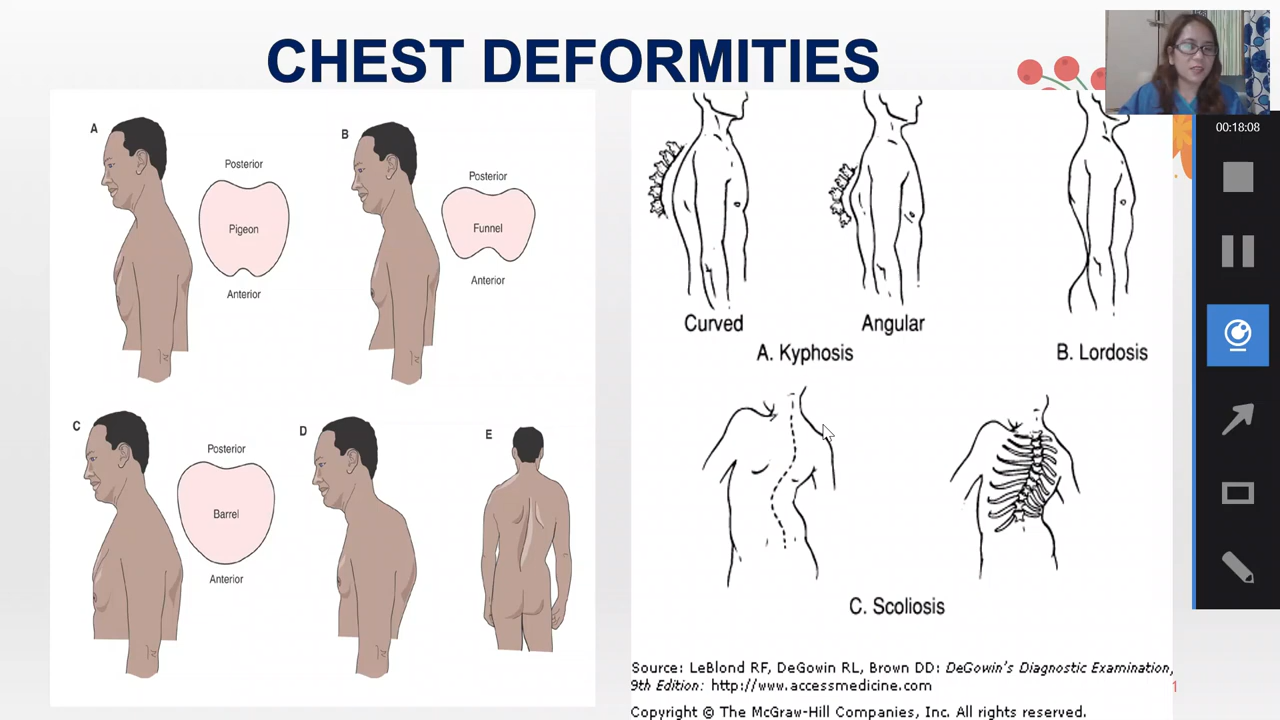 CHEST DEFORMITIES
A
Posterior
Pigeon
Anterior
B
Posterior
Funnel
Anterior
C
Posterior
Barrel
Anterior
D
E
Curved
Angular
A. Kyphosis
B. Lordosis
C. Scoliosis
Source: LeBlond RF, DeGowin RL, Brown DD: DeGowin's Diagnostic Examination,
9th Edition: http://www.accessmedicine.com
Copyright © The McGraw-Hill Companies, Inc. All rights reserved.
1
00:18:08